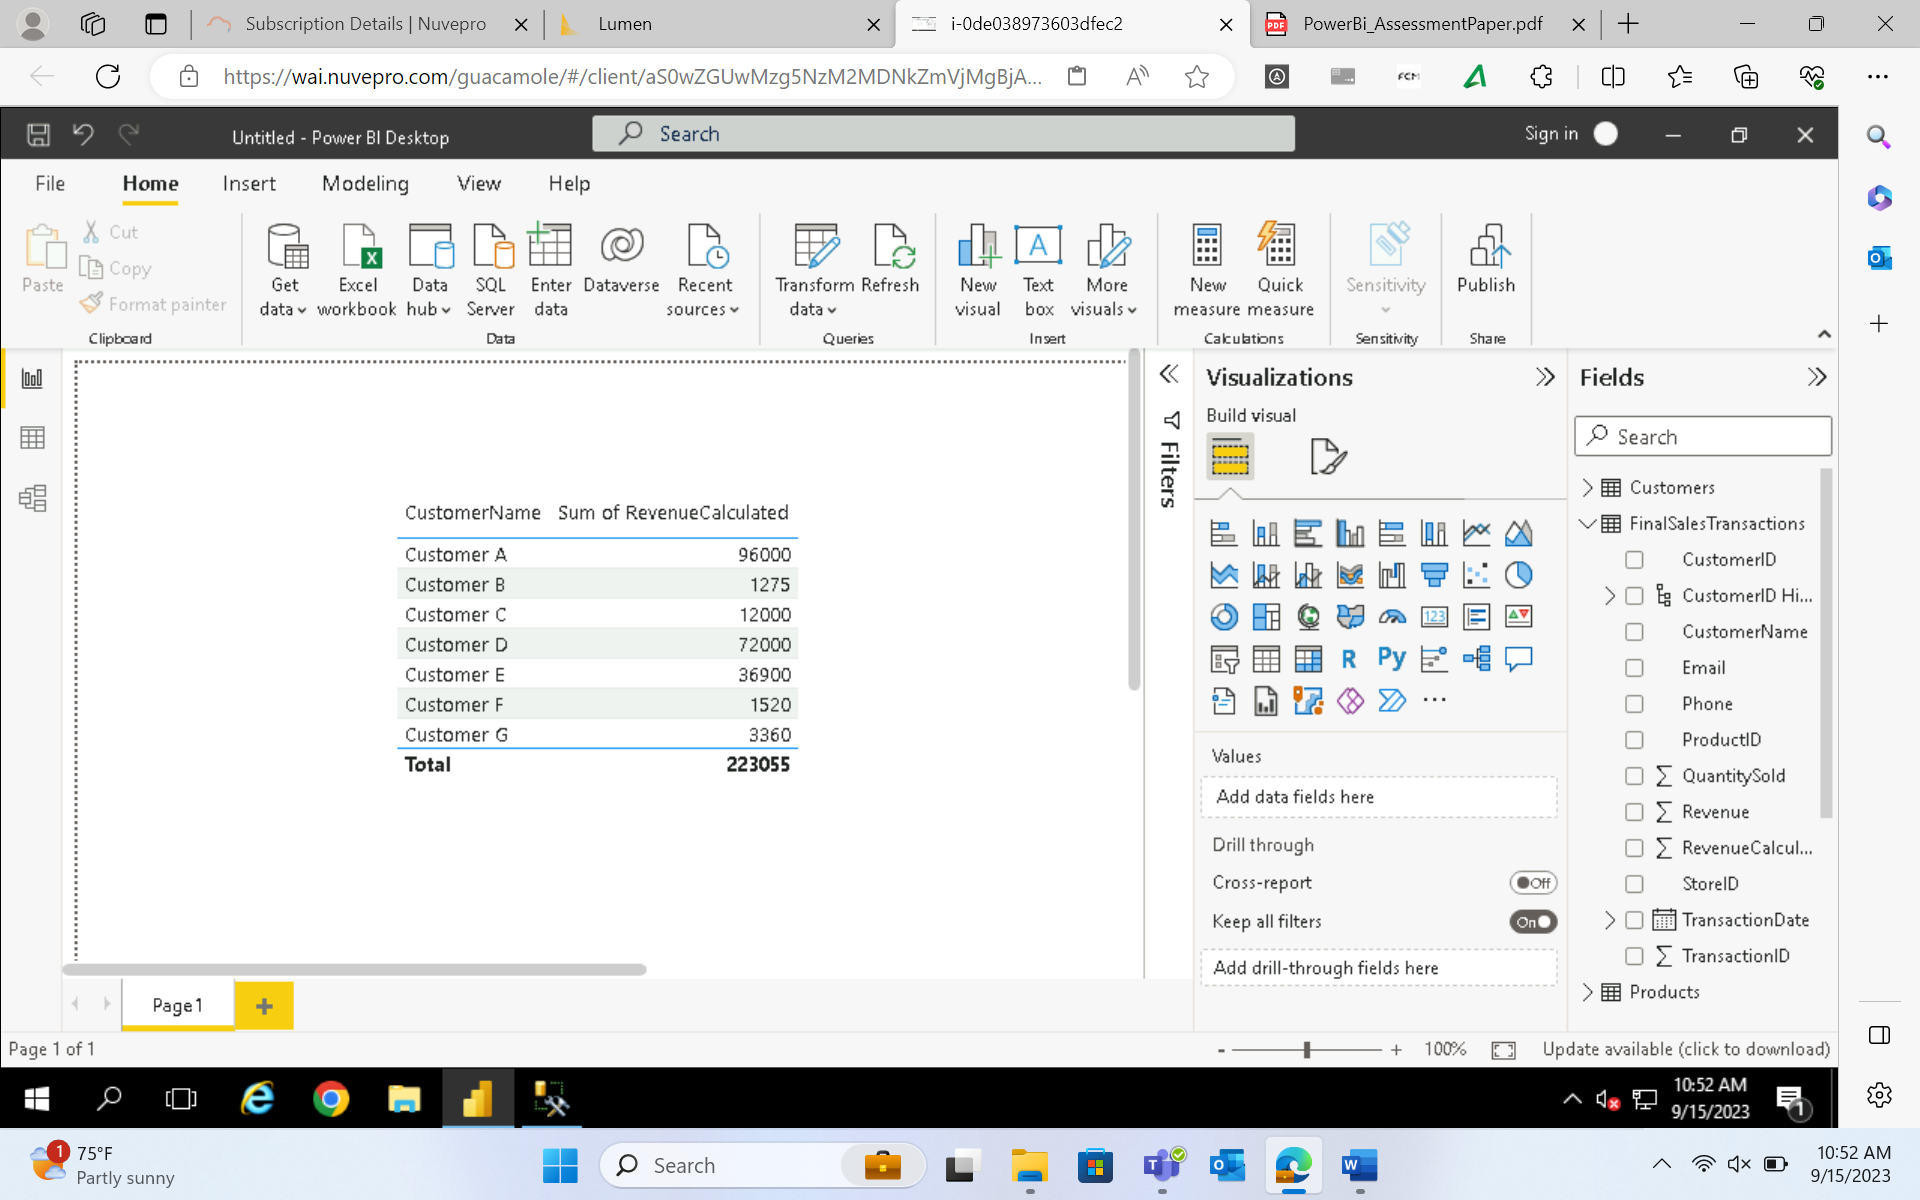 Subscription Details | Nuvepro
Lumen
i-0de038973603dfec2
PDF
PowerBi_AssessmentPaper.pdf
https://wai.nuvepro.com/guacamole/#/client/aS0wZGUwMzg5NzM2MDNkZmVjMgBjA...
FCM
Untitled - Power BI Desktop
Search
Sign in
File
Home
Insert
Modeling
View
Help
Paste
Cut
Copy
Format painter
Clipboard
Get data
Excel workbook
Data hub
SQL Server
Enter data
Dataverse
Recent sources
Data
Transform data
Refresh
Queries
New visual
Text box
More visuals
Insert
New measure
Quick measure
Calculations
Sensitivity
Sensitivity
Publish
Share
CustomerName Sum of RevenueCalculated
Customer A 96000
Customer B 1275
Customer C 12000
Customer D 72000
Customer E 36900
Customer F 1520
Customer G 3360
Total 223055
Filters
Visualizations
Build visual
123
R
Py
...
Values
Add data fields here
Drill through
Cross-report
Off
Keep all filters
On
Add drill-through fields here
Fields
Search
Customers
FinalSalesTransactions
CustomerID
CustomerID Hi...
CustomerName
Email
Phone
ProductID
QuantitySold
Revenue
RevenueCalcul...
StoreID
TransactionDate
TransactionID
Products
Page 1
Page 1 of 1
- + 100%
Update available (click to download)
10:52 AM
9/15/2023
1
1
75°F
Partly sunny
Search
10:52 AM
9/15/2023